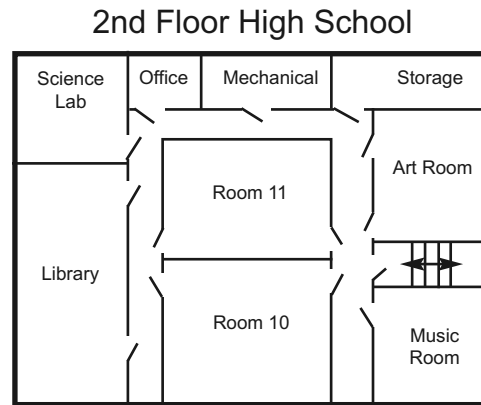 2nd Floor High School
Science
Lab
Office
Mechanical
Storage
Room 11
Art Room
Library
Room 10
Music
Room